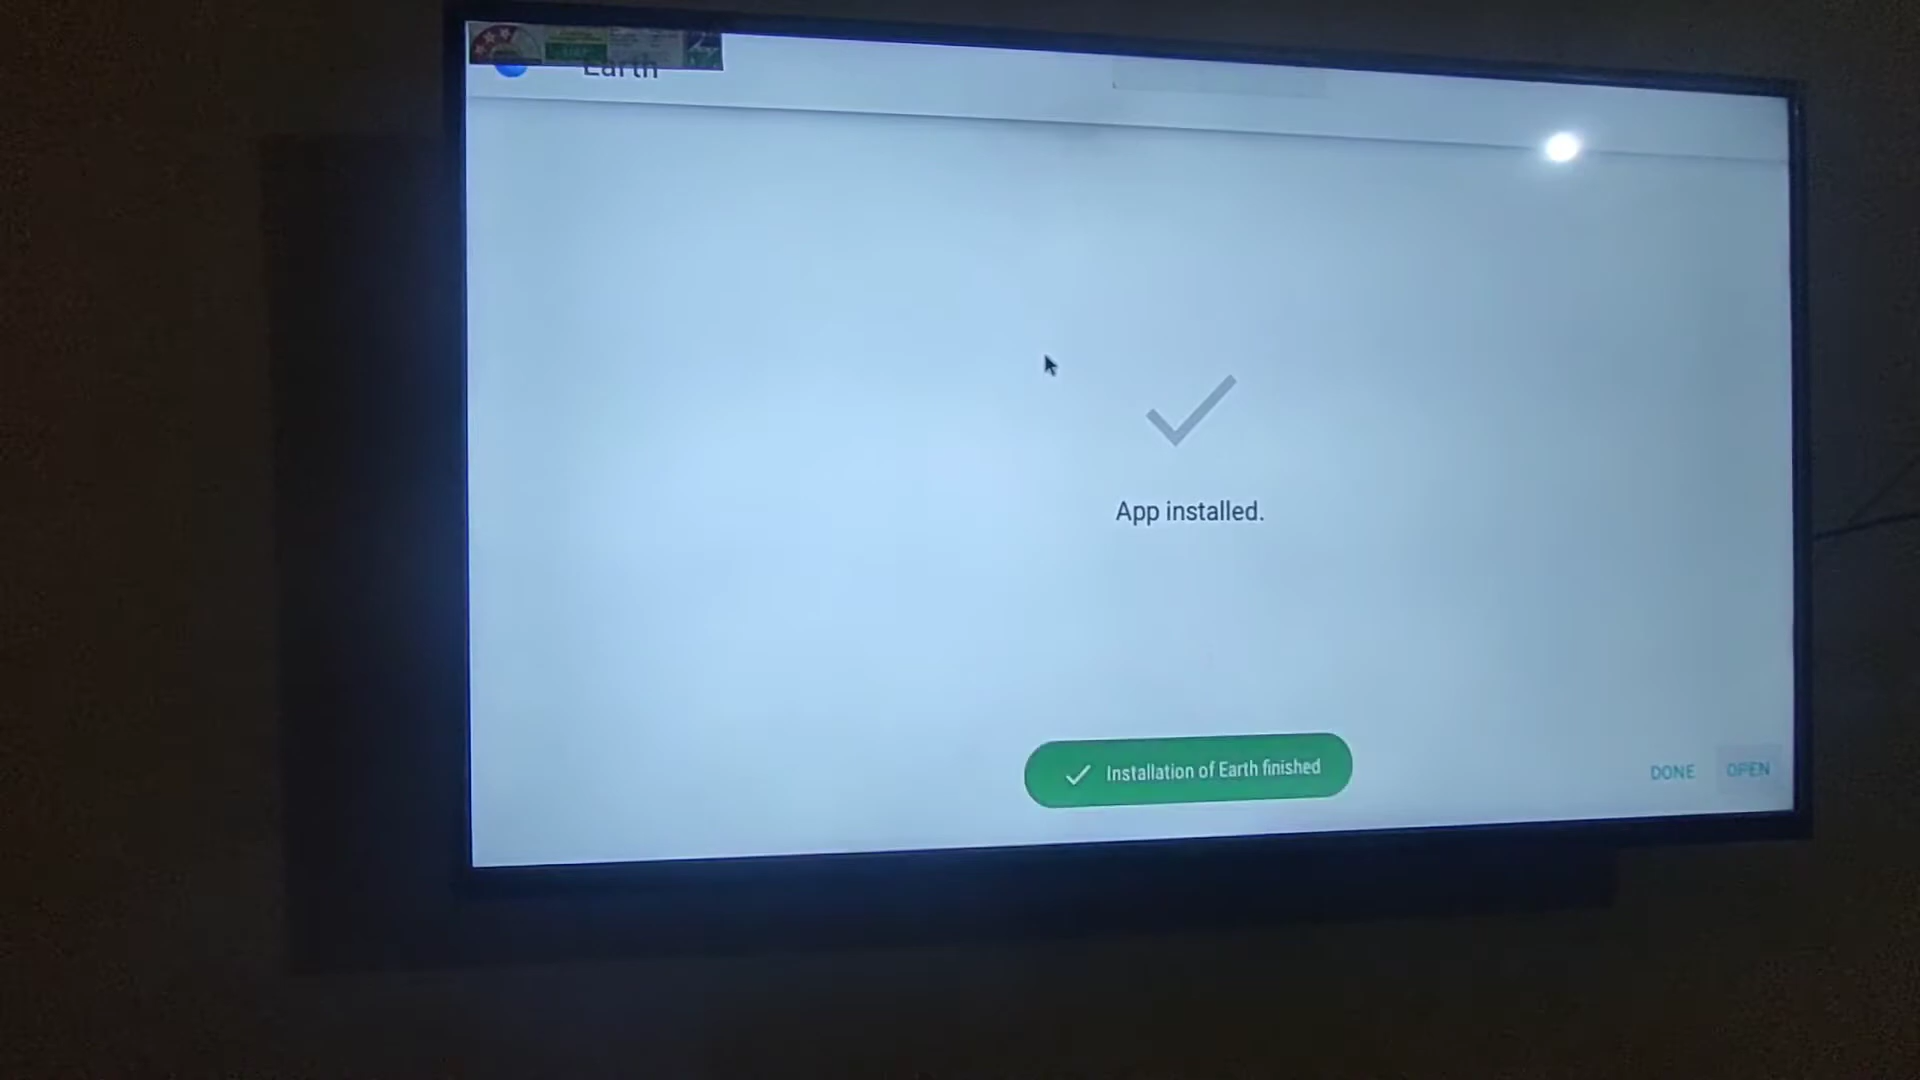 Earth
App installed.
Installation of Earth finished
DONE
OPEN